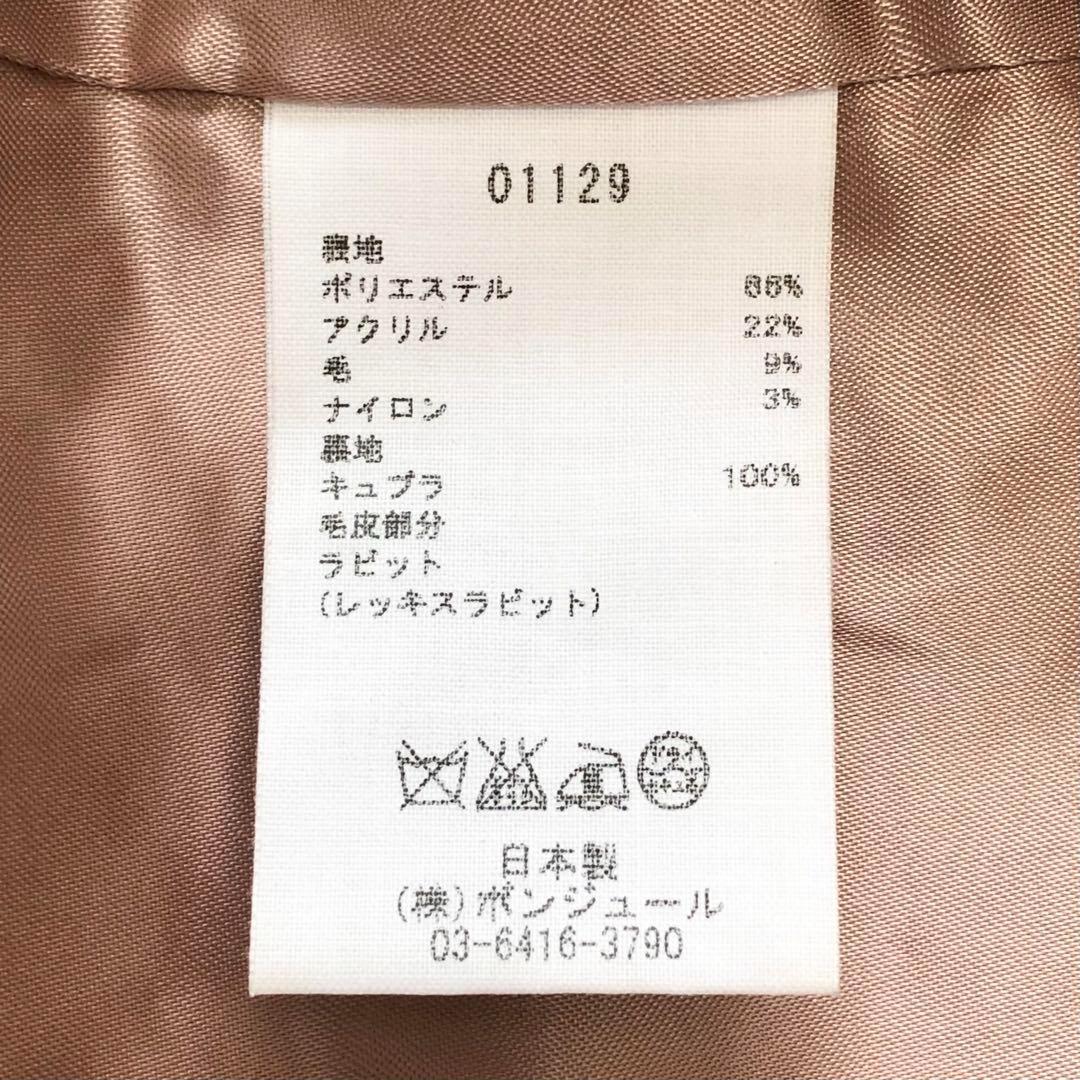 01129
表地
ポリエステル 66%
アクリル 22%
毛 9%
ナイロン 3%
裏地
キュプラ 100%
毛皮部分
ラビット
(レッキスラビット)
日本製
(株)ボンジュール
03-6416-3790